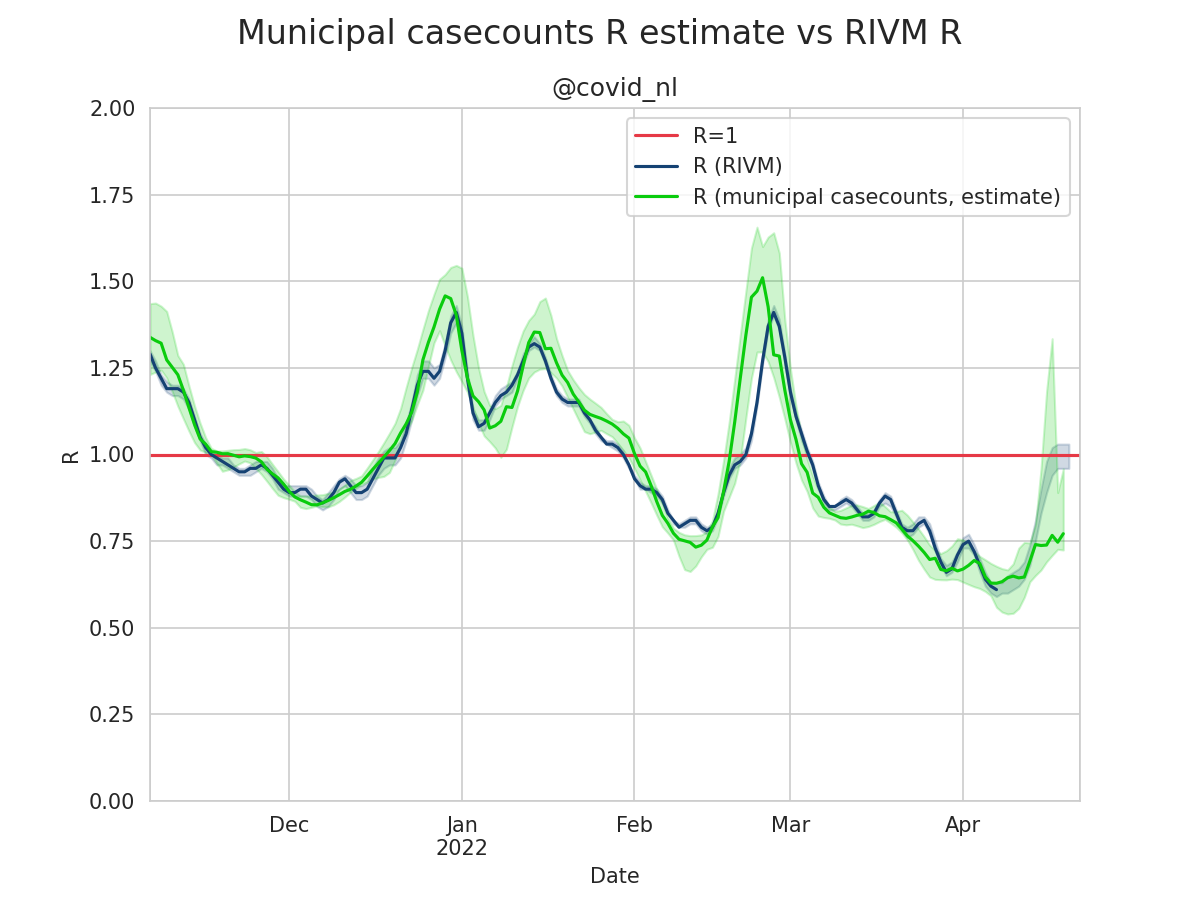 Municipal casecounts R estimate vs RIVM R
@covid_nl
2.00
1.75
1.50
1.25
1.00
0.75
0.50
0.25
0.00
R
R=1
R (RIVM)
R (municipal casecounts, estimate)
Dec
Jan
2022
Feb
Mar
Apr
Date